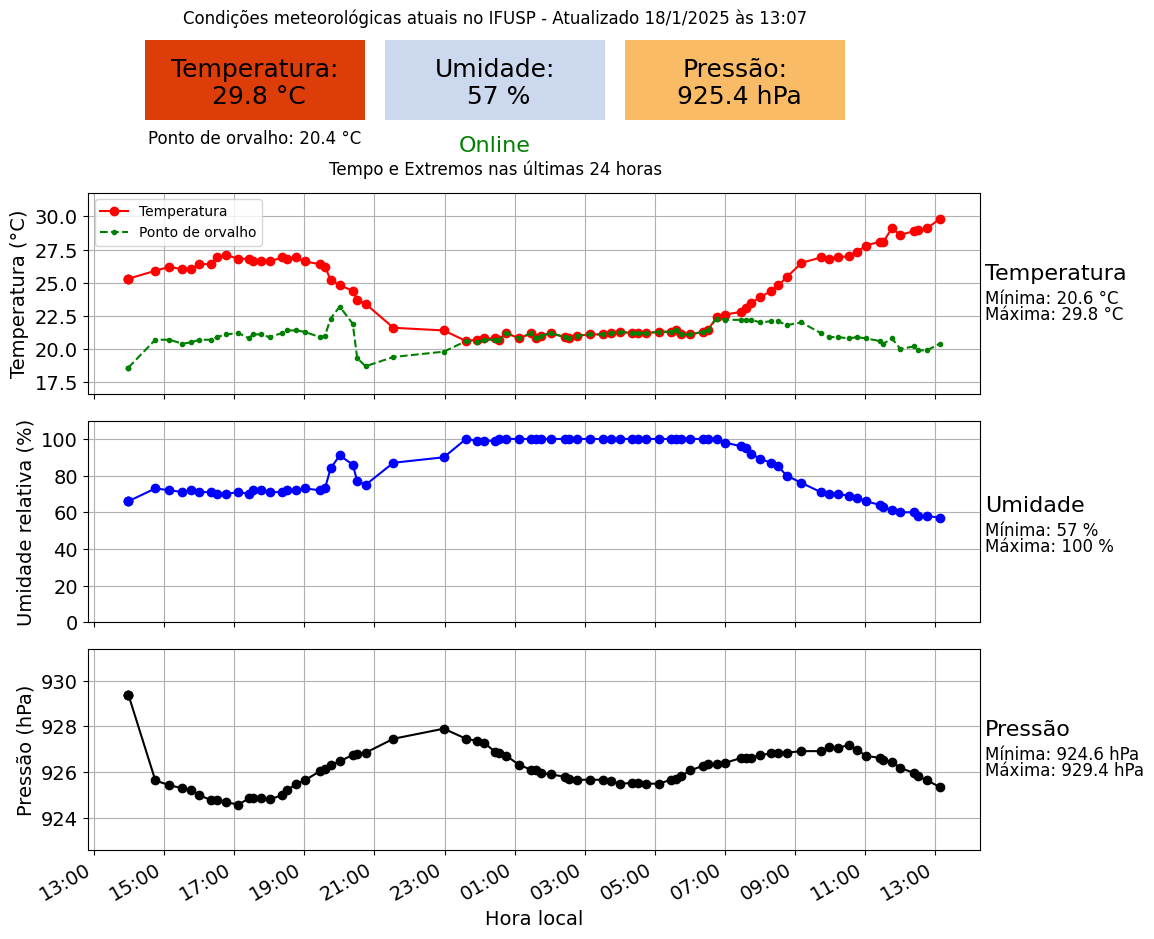 Condições meteorológicas atuais no IFUSP - Atualizado 18/1/2025 às 13:07
Temperatura:
29.8 °C
Umidade:
57 %
Pressão:
925.4 hPa
Ponto de orvalho: 20.4 °C
Online
Tempo e Extremos nas últimas 24 horas
Temperatura (°C)
30.0
27.5
25.0
22.5
20.0
17.5
Temperatura
Ponto de orvalho
Temperatura
Mínima: 20.6 °C
Máxima: 29.8 °C
Umidade relativa (%)
100
80
60
40
20
0
Umidade
Mínima: 57 %
Máxima: 100 %
Pressão (hPa)
930
928
926
924
Pressão
Mínima: 924.6 hPa
Máxima: 929.4 hPa
13:00 15:00 17:00 19:00 21:00 23:00 01:00 03:00 05:00 07:00 09:00 11:00 13:00
Hora local